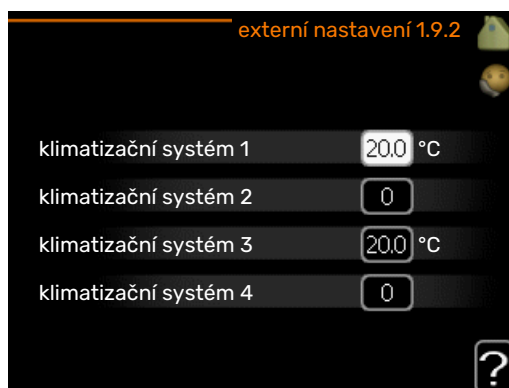 externí nastavení 1.9.2
klimatizační systém 1 20.0 °C
klimatizační systém 2 0
klimatizační systém 3 20.0 °C
klimatizační systém 4 0
?